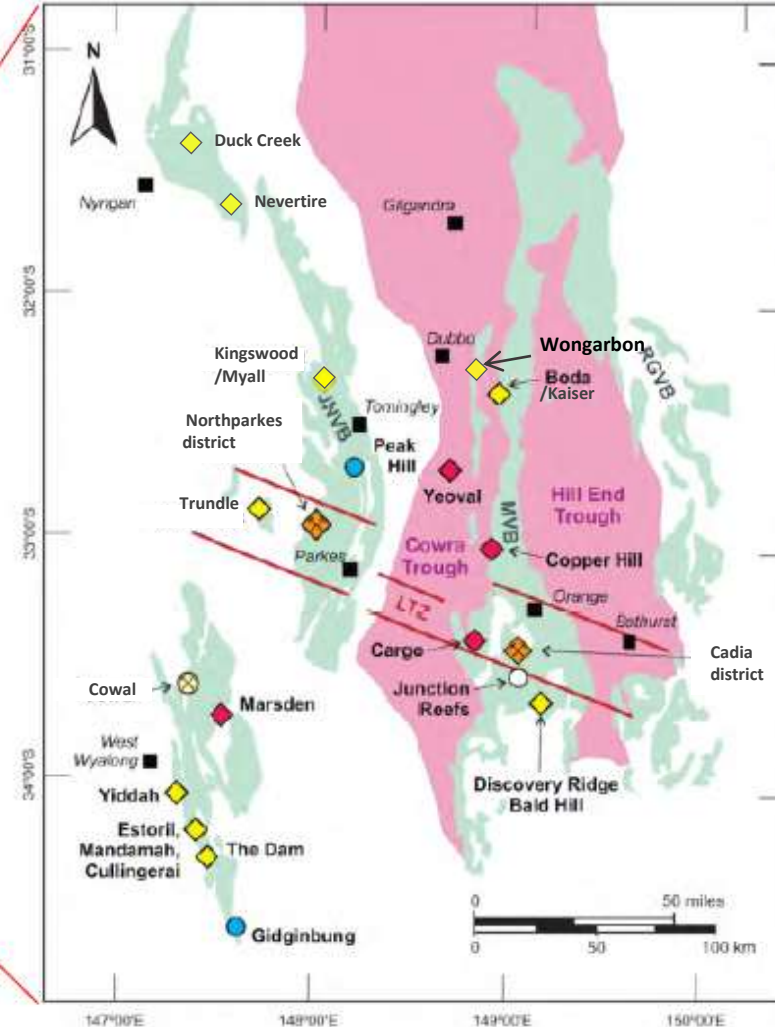 31°00'S
N
Duck Creek
Nyngan
Nevertire
Gilgandra
32°00'S
Dubbo
Wongarbon
Kingswood
/Myall
Boda
/Kaiser
RGVB
JNVB
Tomingley
Northparkes
district
Peak
Hill
Yeoval
Hill End
Trough
Trundle
MVB
33°00'S
Parkes
Cowra
Trough
Copper Hill
LTZ
Orange
Bathurst
Cargo
Cadia
district
Cowal
Junction
Reefs
Marsden
West
Wyalong
34°00'S
Discovery Ridge
Bald Hill
Yiddah
Estoril,
Mandamah,
Cullingerai
The Dam
0 50 miles
0 50 100 km
Gidginbung
147°00'E 148°00'E 149°00'E 150°00'E